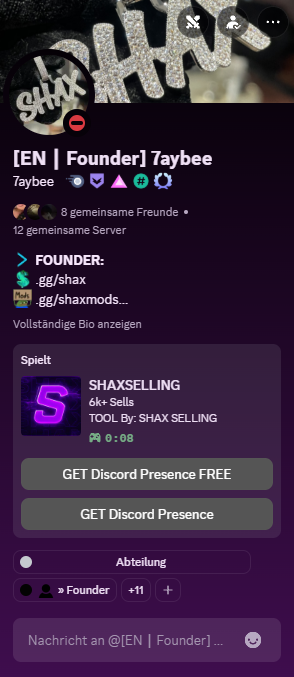 SHAX
SHAX
[EN | Founder] 7aybee
7aybee #
8 gemeinsame Freunde •
12 gemeinsame Server
> FOUNDER:
.gg/shax
Mods .gg/shaxmods...
Vollständige Bio anzeigen
Spielt
S
SHAXSELLING
6k+ Sells
TOOL By: SHAX SELLING
0:08
GET Discord Presence FREE
GET Discord Presence
Abteilung
» Founder +11 +
Nachricht an @[EN | Founder] ...